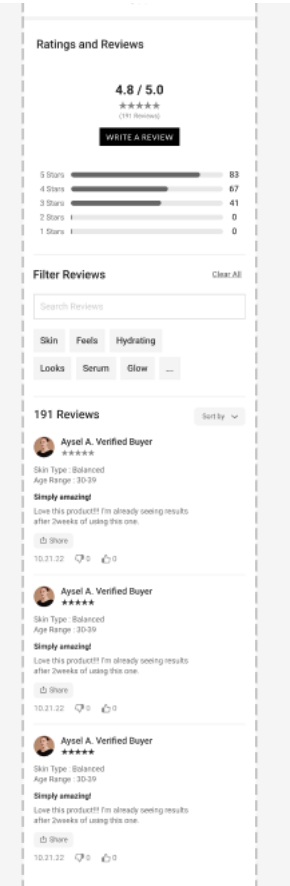 Ratings and Reviews
4.8 / 5.0
★★★★★
(191 Reviews)
WRITE A REVIEW
5 Stars 83
4 Stars 67
3 Stars 41
2 Stars 0
1 Stars 0
Filter Reviews Clear All
Search Reviews
Skin Feels Hydrating
Looks Serum Glow ...
191 Reviews Sort by
Aysel A. Verified Buyer
★★★★★
Skin Type : Balanced
Age Range : 30-39
Simply amazing!
Love this product!!! I'm already seeing results
after 2weeks of using this one.
Share
10.31.22 0 0
Aysel A. Verified Buyer
★★★★★
Skin Type : Balanced
Age Range : 30-39
Simply amazing!
Love this product!!! I'm already seeing results
after 2weeks of using this one.
Share
10.31.22 0 0
Aysel A. Verified Buyer
★★★★★
Skin Type : Balanced
Age Range : 30-39
Simply amazing!
Love this product!!! I'm already seeing results
after 2weeks of using this one.
Share
10.31.22 0 0